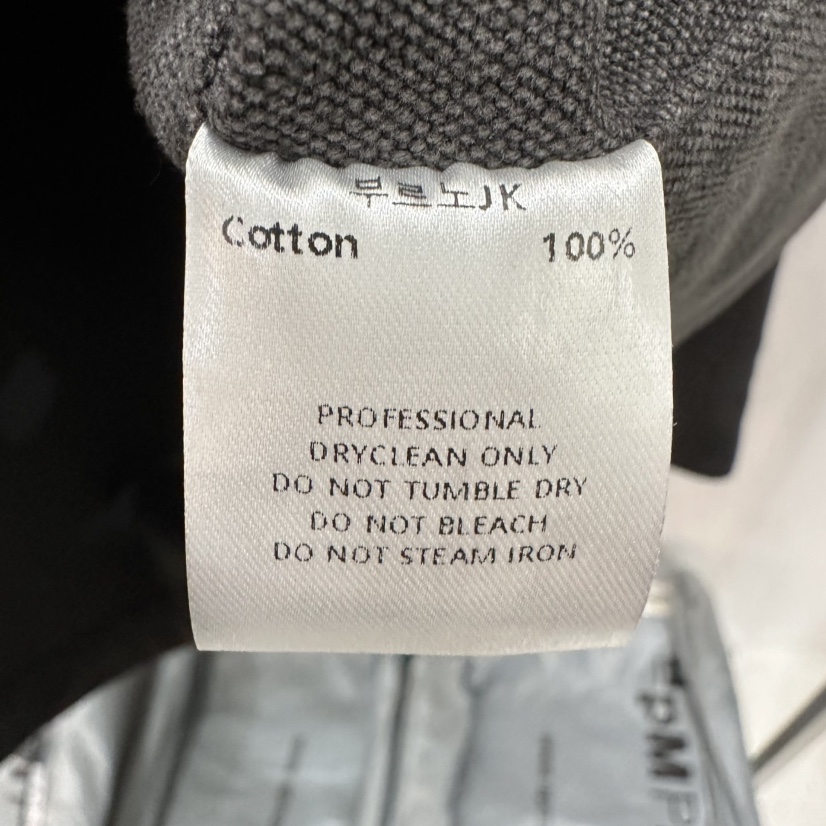 부르노JK
Cotton 100%
PROFESSIONAL
DRYCLEAN ONLY
DO NOT TUMBLE DRY
DO NOT BLEACH
DO NOT STEAM IRON